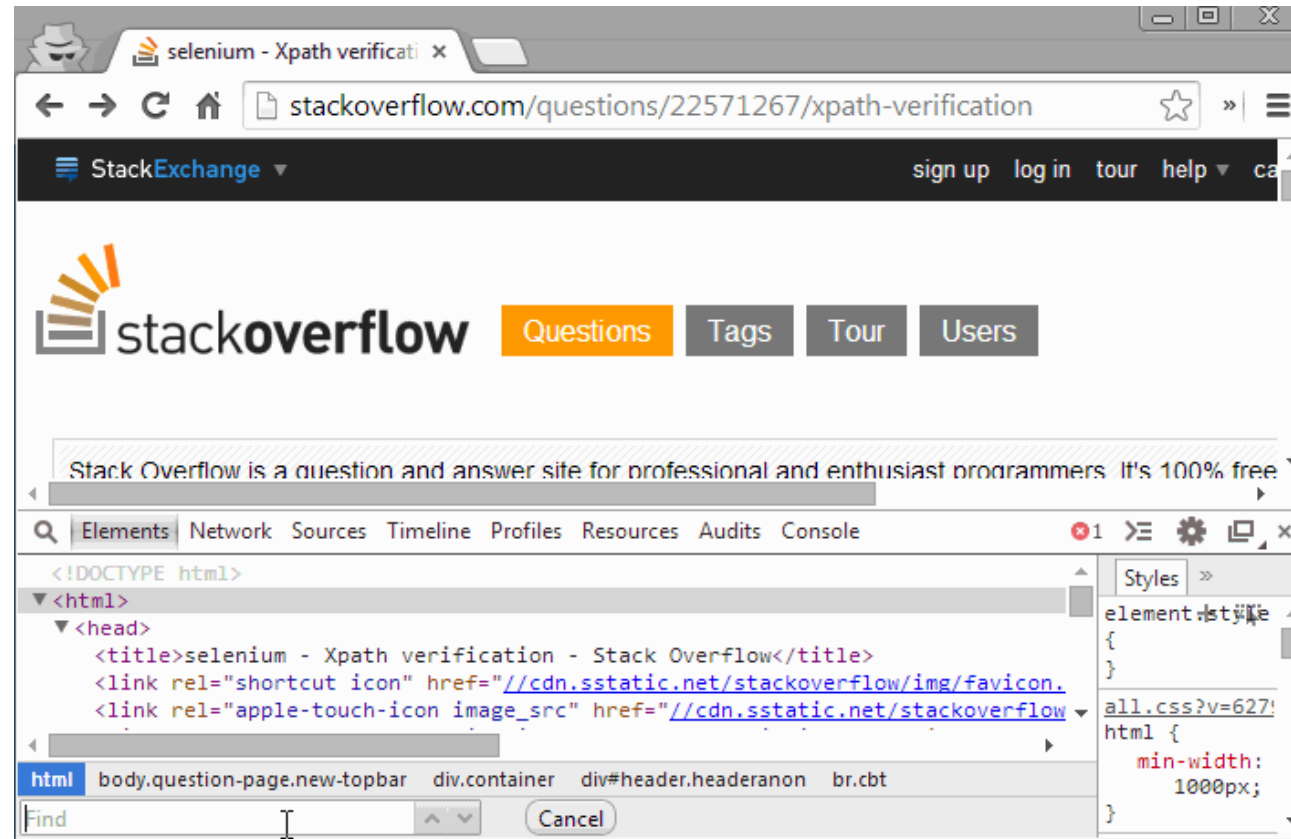 selenium - Xpath verificati
stackoverflow.com/questions/22571267/xpath-verification
StackExchange sign up log in tour help ca
stackoverflow Questions Tags Tour Users
Stack Overflow is a question and answer site for professional and enthusiast programmers. It's 100% free
Elements Network Sources Timeline Profiles Resources Audits Console 1
<!DOCTYPE html>
<html>
<head>
<title>selenium - Xpath verification - Stack Overflow</title>
<link rel="shortcut icon" href="//cdn.sstatic.net/stackoverflow/img/favicon.
<link rel="apple-touch-icon image_src" href="//cdn.sstatic.net/stackoverflow
Styles »
element.style
{
}
all.css?v=627
html {
min-width:
1000px;
}
html body.question-page.new-topbar div.container div#header.headeranon br.cbt
Find Cancel